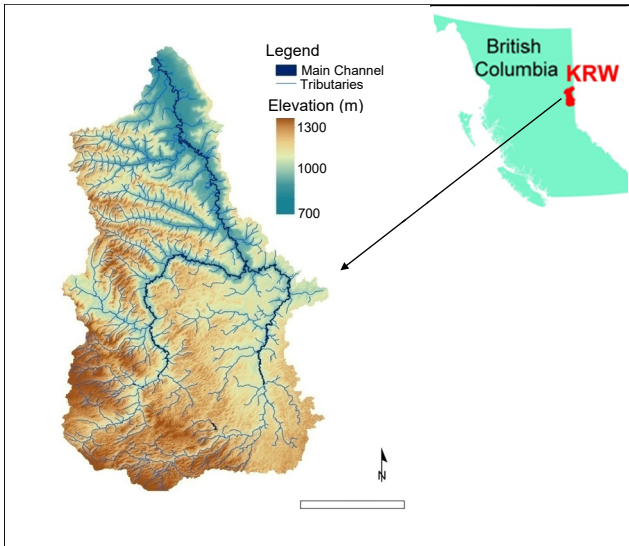 British
Columbia
KRW
Legend
Main Channel
Tributaries
Elevation (m)
1300
1000
700
N